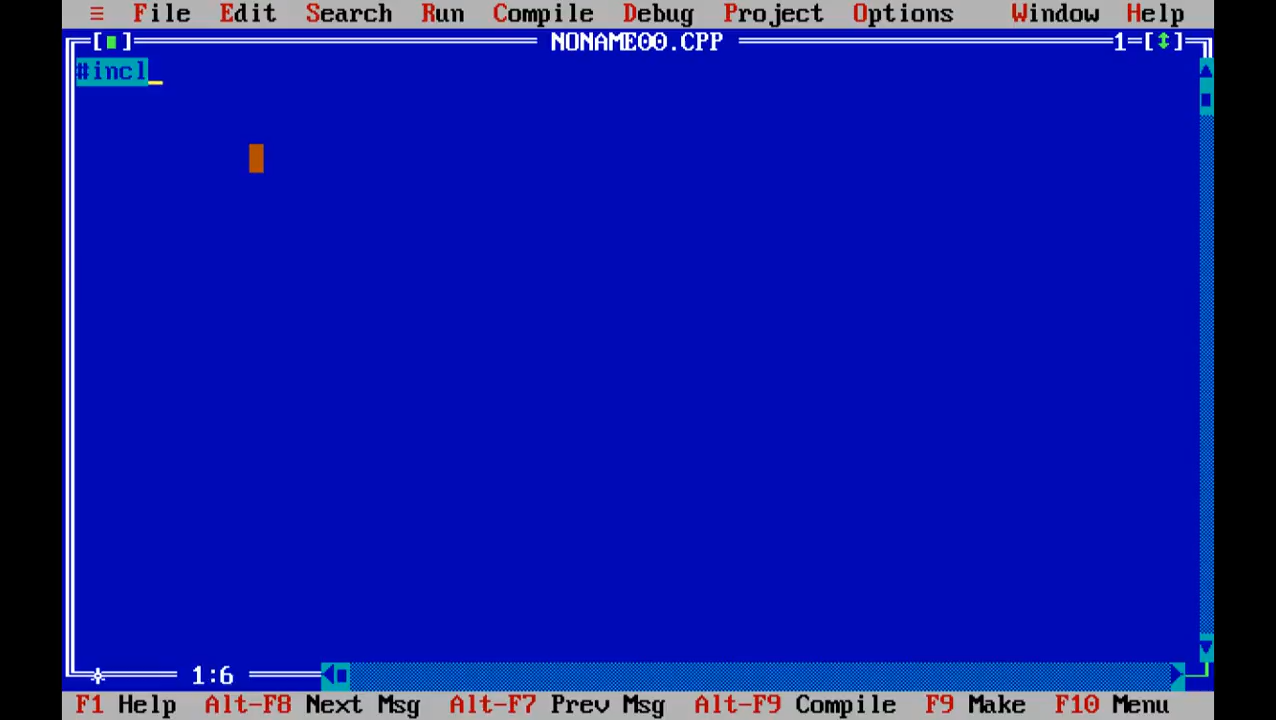 ≡ File Edit Search Run Compile Debug Project Options Window Help
[■] NONAME00.CPP 1=[↕]
#incl_
1:6
F1 Help Alt-F8 Next Msg Alt-F7 Prev Msg Alt-F9 Compile F9 Make F10 Menu